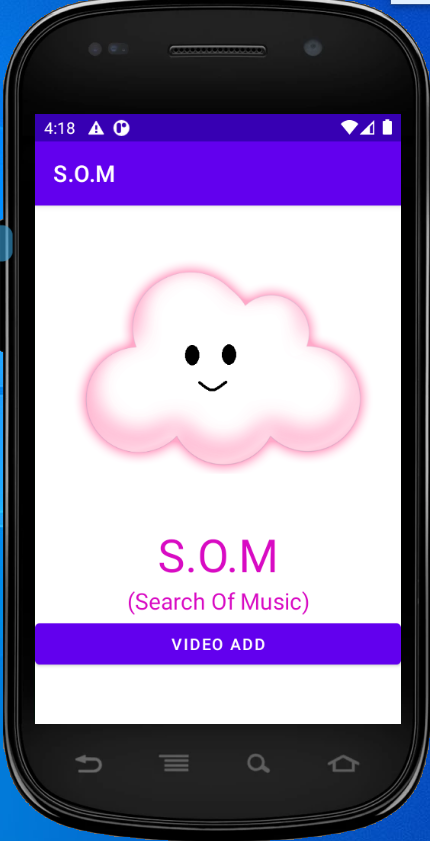 4:18
S.O.M
S.O.M
(Search Of Music)
VIDEO ADD